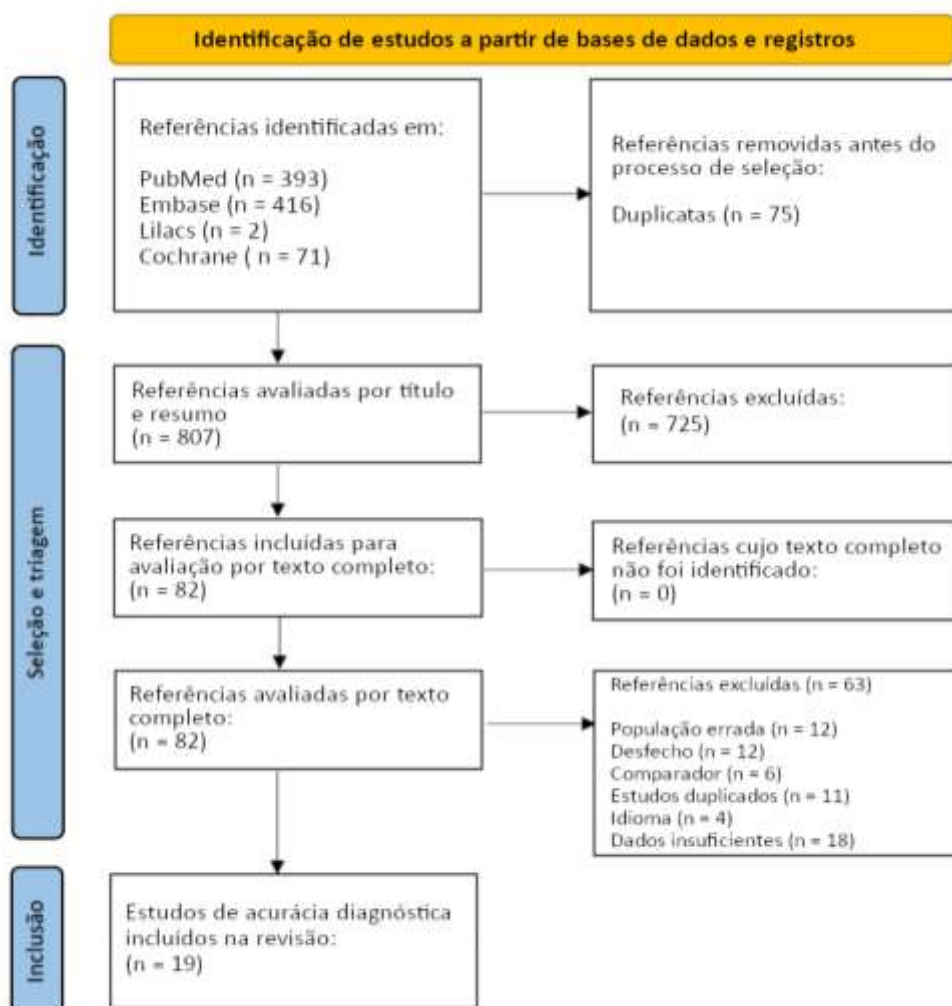 Identificação de estudos a partir de bases de dados e registros
Identificação
Referências identificadas em:
PubMed (n = 393)
Embase (n = 416)
Lilacs (n = 2)
Cochrane ( n = 71)
Referências removidas antes do
processo de seleção:
Duplicatas (n = 75)
Seleção e triagem
Referências avaliadas por título
e resumo
(n = 807)
Referências excluídas:
(n = 725)
Referências incluídas para
avaliação por texto completo:
(n = 82)
Referências cujo texto completo
não foi identificado:
(n = 0)
Referências avaliadas por texto
completo:
(n = 82)
Referências excluídas (n = 63)
População errada (n = 12)
Desfecho (n = 12)
Comparador (n = 6)
Estudos duplicados (n = 11)
Idioma (n = 4)
Dados insuficientes (n = 18)
Inclusão
Estudos de acurácia diagnóstica
incluídos na revisão:
(n = 19)